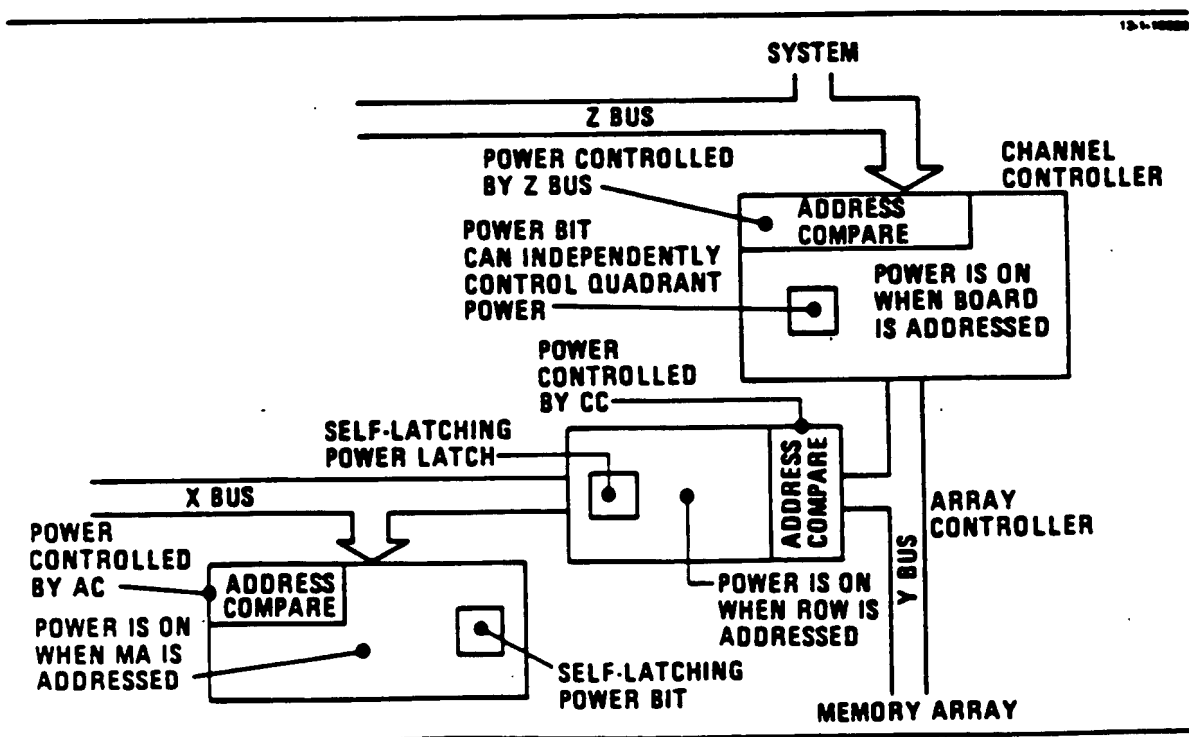 SYSTEM
Z BUS
POWER CONTROLLED
BY Z BUS
CHANNEL
CONTROLLER
ADDRESS
COMPARE
POWER BIT
CAN INDEPENDENTLY
CONTROL QUADRANT
POWER
POWER IS ON
WHEN BOARD
IS ADDRESSED
POWER
CONTROLLED
BY CC
SELF-LATCHING
POWER LATCH
ADDRESS
COMPARE
X BUS
ARRAY
CONTROLLER
Y BUS
POWER
CONTROLLED
BY AC
ADDRESS
COMPARE
POWER IS ON
WHEN ROW IS
ADDRESSED
POWER IS ON
WHEN MA IS
ADDRESSED
SELF-LATCHING
POWER BIT
MEMORY ARRAY